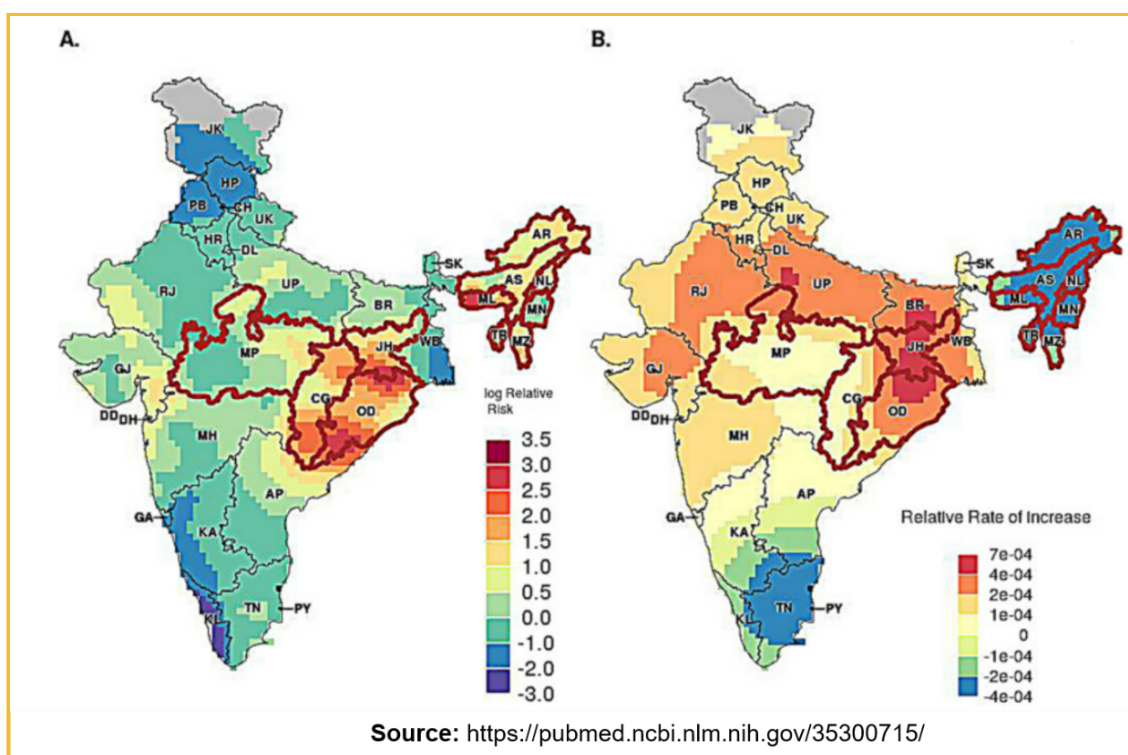 A.
B.
JK
HP
PB
CH
UK
HR
DL
RJ
UP
SK
AR
AS
NL
BR
ML
MN
TR
MZ
JH
WB
MP
GJ
CG
OD
DD
DH
MH
AP
GA
KA
TN
PY
KL
log Relative
Risk
3.5
3.0
2.5
2.0
1.5
1.0
0.5
0.0
-1.0
-2.0
-3.0
JK
HP
PB
CH
UK
HR
DL
RJ
UP
SK
AR
AS
NL
BR
ML
MN
TR
MZ
JH
WB
MP
GJ
CG
OD
DD
DH
MH
AP
GA
KA
TN
PY
Relative Rate of Increase
7e-04
4e-04
2e-04
1e-04
0
-1e-04
-2e-04
-4e-04
Source: https://pubmed.ncbi.nlm.nih.gov/35300715/